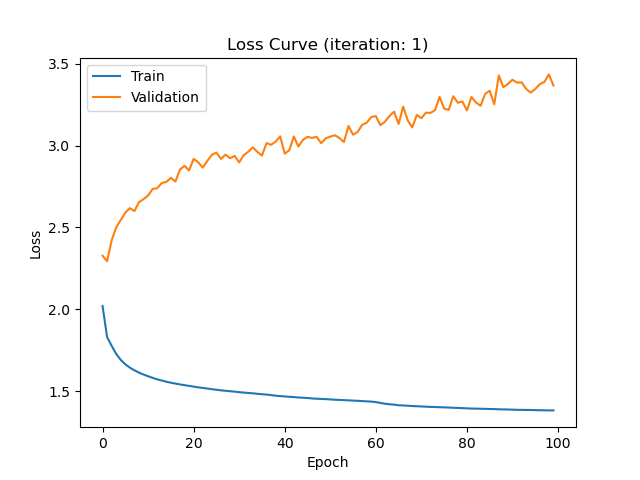 Loss Curve (iteration: 1)
Train
Validation
3.5
3.0
2.5
2.0
1.5
Loss
0 20 40 60 80 100
Epoch